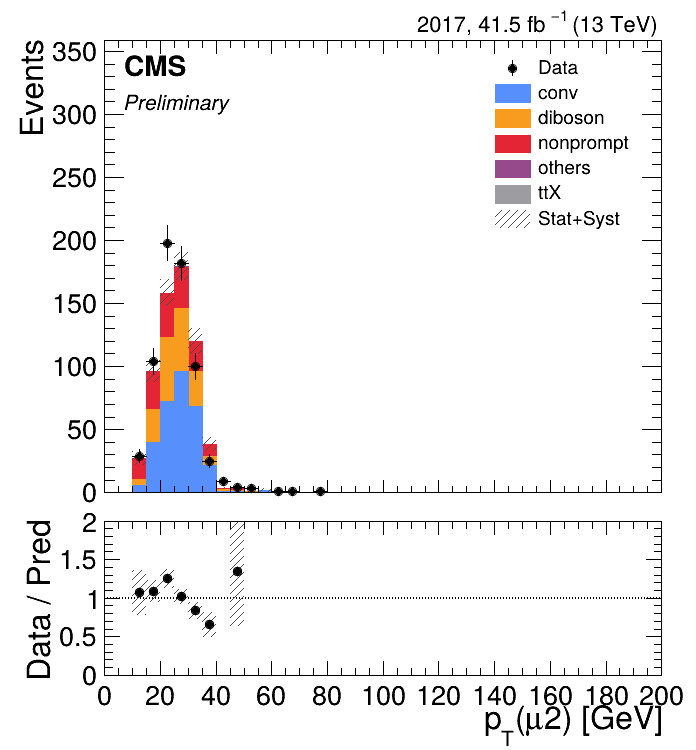 2017, 41.5 fb⁻¹ (13 TeV)
CMS
Preliminary
Events
350
300
250
200
150
100
50
0
Data
conv
diboson
nonprompt
others
ttX
Stat+Syst
Data / Pred
2
1.5
1
0.5
0
0 20 40 60 80 100 120 140 160 180 200
p_T(μ2) [GeV]